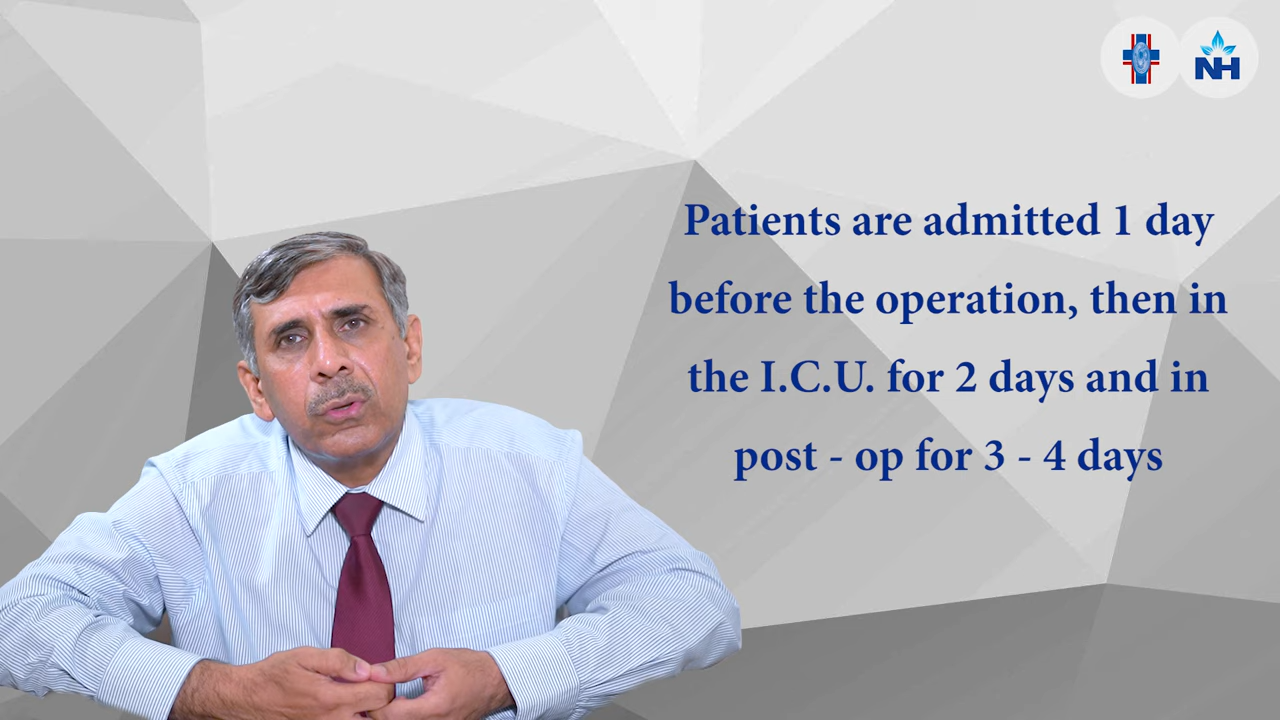 NH
Patients are admitted 1 day
before the operation, then in
the I.C.U. for 2 days and in
post - op for 3 - 4 days